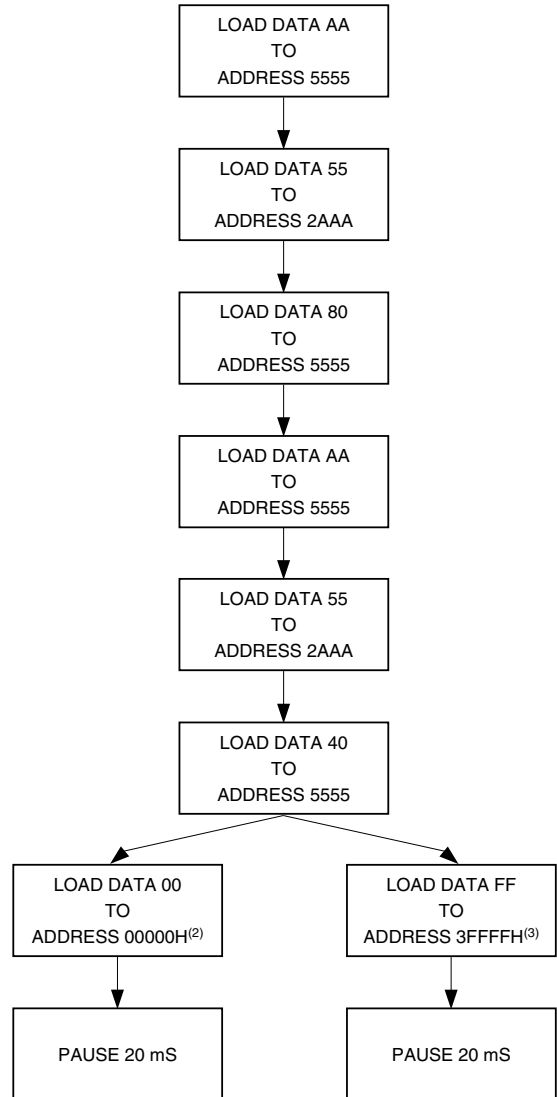 LOAD DATA AA
TO
ADDRESS 5555
LOAD DATA 55
TO
ADDRESS 2AAA
LOAD DATA 80
TO
ADDRESS 5555
LOAD DATA AA
TO
ADDRESS 5555
LOAD DATA 55
TO
ADDRESS 2AAA
LOAD DATA 40
TO
ADDRESS 5555
LOAD DATA 00
TO
ADDRESS 00000H(2)
LOAD DATA FF
TO
ADDRESS 3FFFFH(3)
PAUSE 20 mS
PAUSE 20 mS